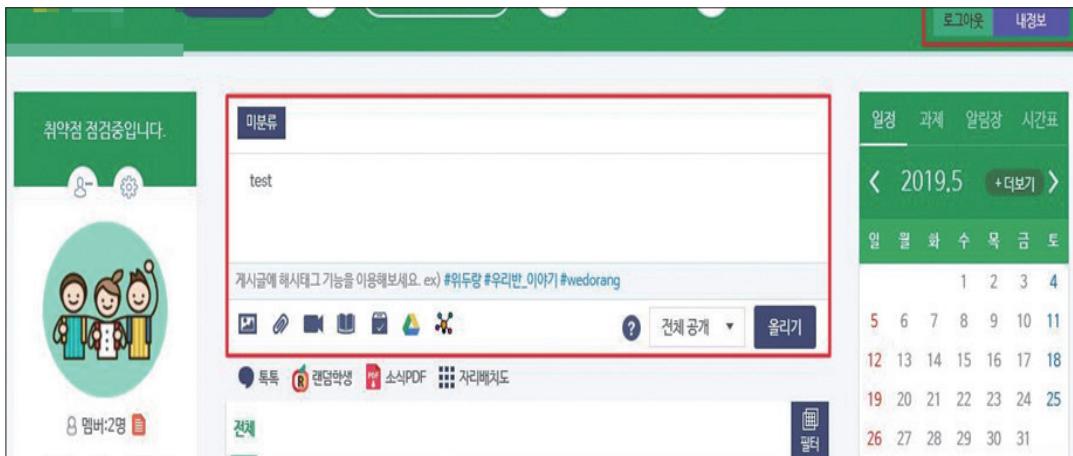 로그아웃 내정보
취약점 점검중입니다.
멤버:2명
미분류
test
게시글에 해시태그 기능을 이용해보세요. ex) #위두랑 #우리반_이야기 #wedorang
전체 공개 올리기
톡톡 랜덤학생 소식PDF 자리배치도
전체
필터
일정 과제 알림장 시간표
2019.5 +더보기
일 월 화 수 목 금 토
1 2 3 4
5 6 7 8 9 10 11
12 13 14 15 16 17 18
19 20 21 22 23 24 25
26 27 28 29 30 31